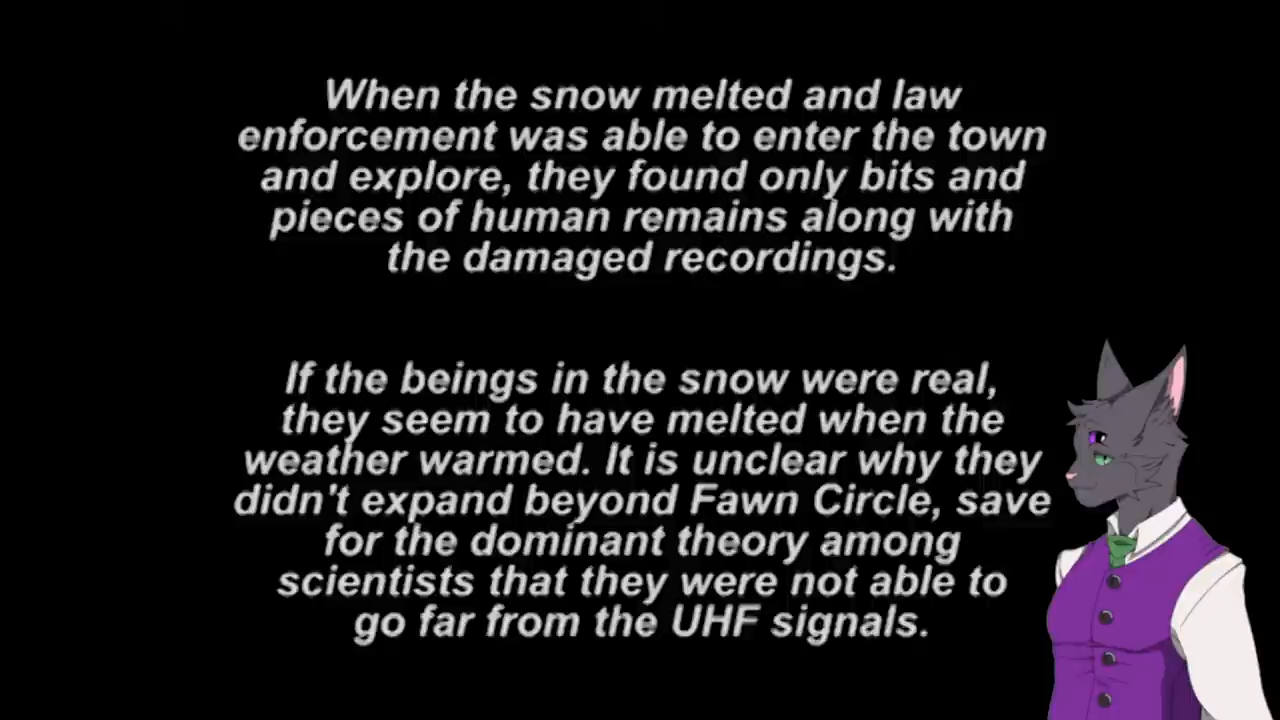 When the snow melted and law
enforcement was able to enter the town
and explore, they found only bits and
pieces of human remains along with
the damaged recordings.
If the beings in the snow were real,
they seem to have melted when the
weather warmed. It is unclear why they
didn't expand beyond Fawn Circle, save
for the dominant theory among
scientists that they were not able to
go far from the UHF signals.